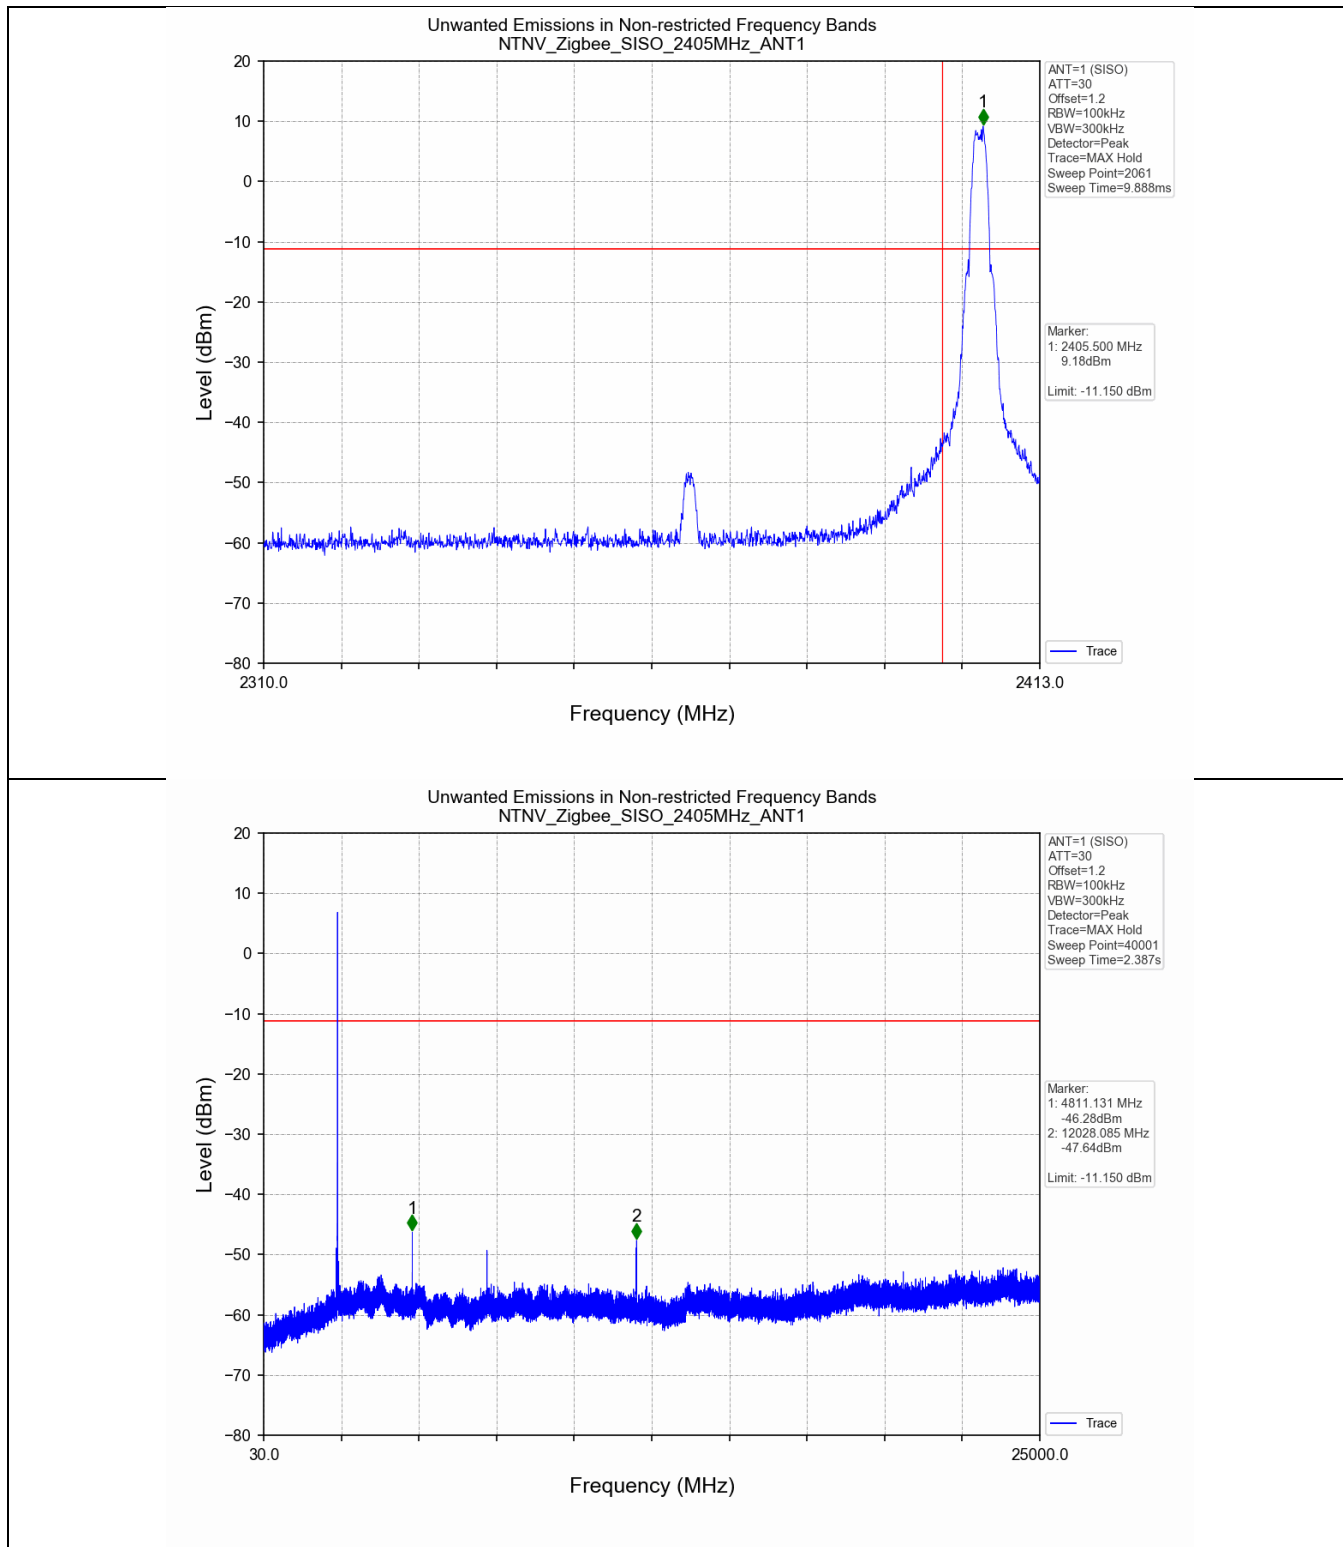 Unwanted Emissions in Non-restricted Frequency Bands
NTNV_Zigbee_SISO_2405MHz_ANT1
20
10
0
−10
−20
−30
−40
−50
−60
−70
−80
Level (dBm)
1
2310.0
2413.0
Frequency (MHz)
ANT=1 (SISO)
ATT=30
Offset=1.2
RBW=100kHz
VBW=300kHz
Detector=Peak
Trace=MAX Hold
Sweep Point=2061
Sweep Time=9.888ms
Marker:
1: 2405.500 MHz
9.18dBm
Limit: -11.150 dBm
Trace
Unwanted Emissions in Non-restricted Frequency Bands
NTNV_Zigbee_SISO_2405MHz_ANT1
20
10
0
−10
−20
−30
−40
−50
−60
−70
−80
Level (dBm)
1
2
30.0
25000.0
Frequency (MHz)
ANT=1 (SISO)
ATT=30
Offset=1.2
RBW=100kHz
VBW=300kHz
Detector=Peak
Trace=MAX Hold
Sweep Point=40001
Sweep Time=2.387s
Marker:
1: 4811.131 MHz
-46.28dBm
2: 12028.085 MHz
-47.64dBm
Limit: -11.150 dBm
Trace